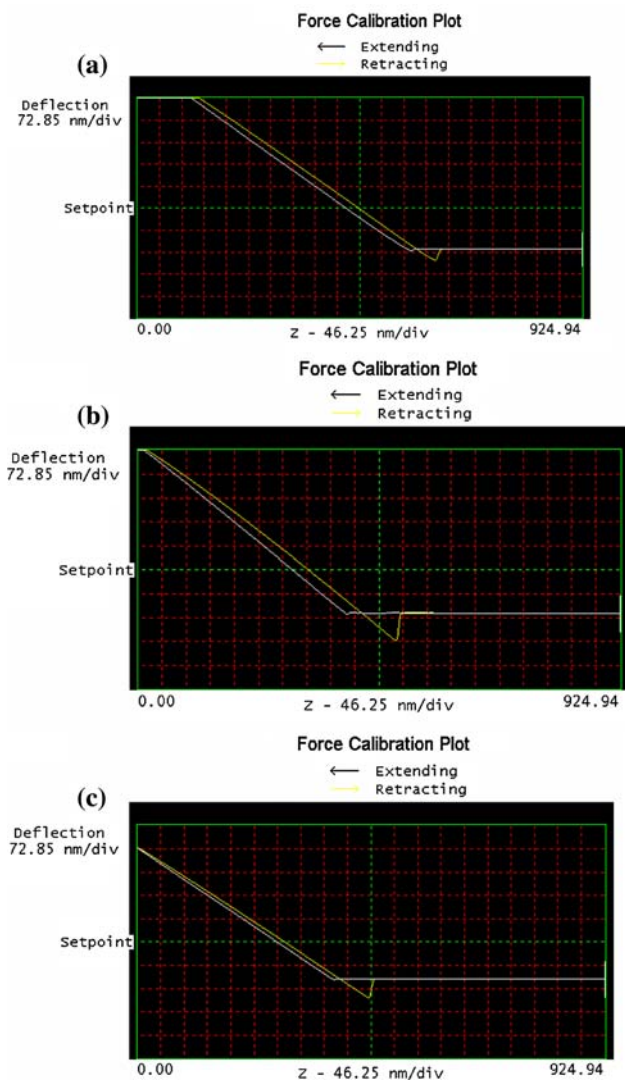 Force Calibration Plot
(a)
Extending
Retracting
Deflection
72.85 nm/div
Setpoint
0.00
Z - 46.25 nm/div
924.94
Force Calibration Plot
(b)
Extending
Retracting
Deflection
72.85 nm/div
Setpoint
0.00
Z - 46.25 nm/div
924.94
Force Calibration Plot
(c)
Extending
Retracting
Deflection
72.85 nm/div
Setpoint
0.00
Z - 46.25 nm/div
924.94